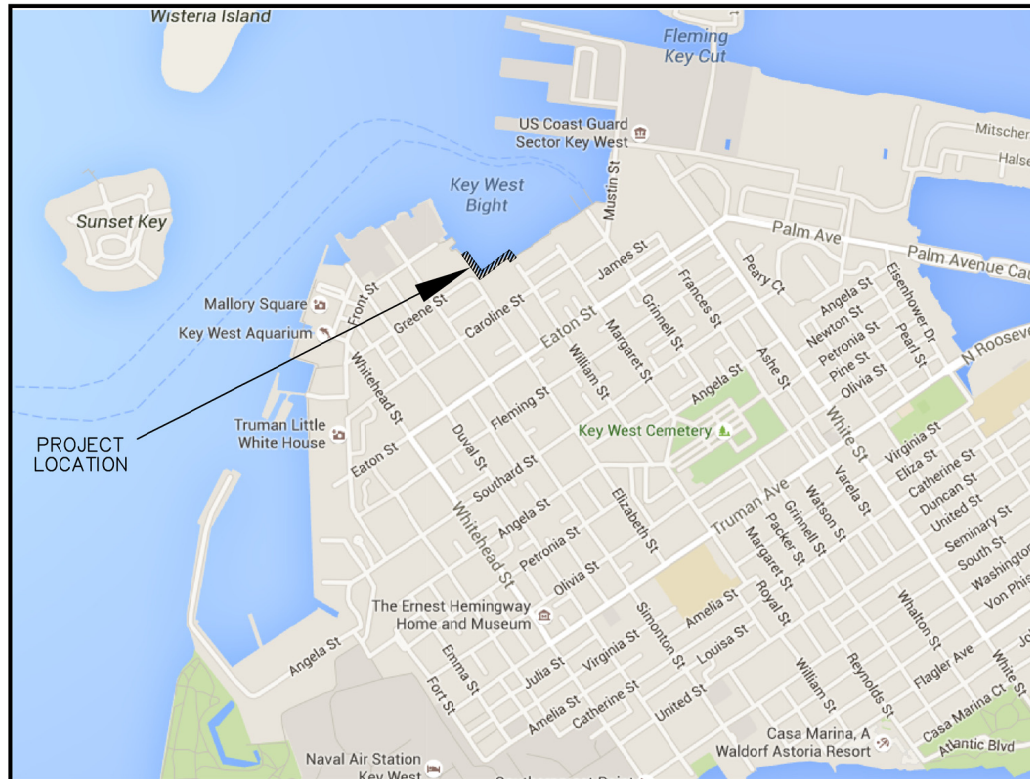 Wisteria Island
Fleming
Key Cut
US Coast Guard
Sector Key West
Mitscher
Halse
Key West
Bight
Mustin St
Sunset Key
Palm Ave
Palm Avenue Cau
James St
Peary Ct
Eisenhower Dr
Front St
Mallory Square
Key West Aquarium
Greene St
Caroline St
Eaton St
Frances St
Grinnell St
Margaret St
Angela St
Newton St
Petronia St
Pearl St
Pine St
Olivia St
N Roosev
Whitehead St
William St
Ashe St
Angela St
Truman Little
White House
PROJECT
LOCATION
Eaton St
Duval St
Fleming St
Key West Cemetery
White St
Virginia St
Eliza St
Catherine St
Duncan St
United St
Seminary St
South St
Washington
Von Phi
Southard St
Whitehead St
Angela St
Petronia St
Olivia St
Elizabeth St
Truman Ave
Varela St
Watson St
Grinnell St
Packer St
Margaret St
Royal St
The Ernest Hemingway
Home and Museum
Amelia St
Simonton St
Louisa St
Whalton St
Flagler Ave
Jo
White St
Angela St
Emma St
Fort St
Julia St
Virginia St
Amelia St
Catherine St
United St
William St
Reynolds St
Casa Marina Ct
Atlantic Blvd
Casa Marina, A
Waldorf Astoria Resort
Naval Air Station
Key West